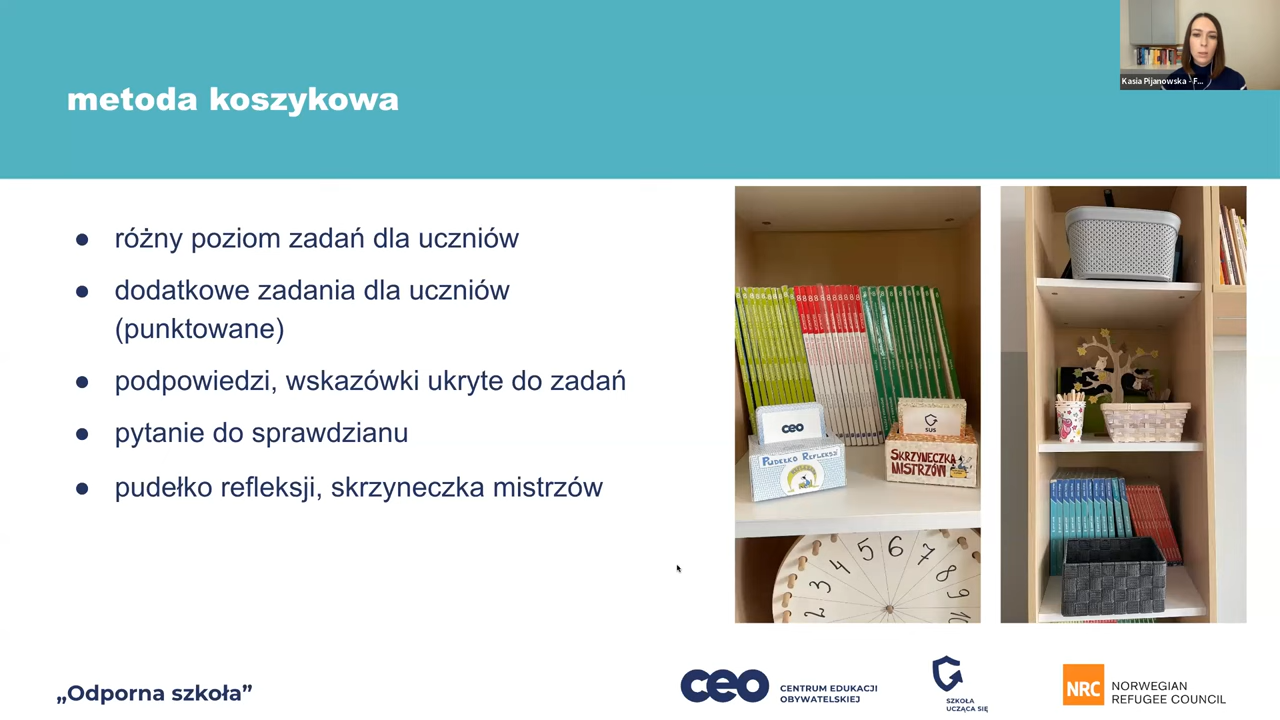 metoda koszykowa
Kasia Pijanowska - F...
● różny poziom zadań dla uczniów
● dodatkowe zadania dla uczniów
(punktowane)
● podpowiedzi, wskazówki ukryte do zadań
● pytanie do sprawdzianu
● pudełko refleksji, skrzyneczka mistrzów
ceo
SUS
PUDEŁKO REFLEKSJI
SKRZYNECZKA
MISTRZÓW
2 3 4 5 6 7 8 9 10
„Odporna szkoła”
ceo
CENTRUM EDUKACJI
OBYWATELSKIEJ
SZKOŁA
UCZĄCA SIĘ
NRC
NORWEGIAN
REFUGEE COUNCIL